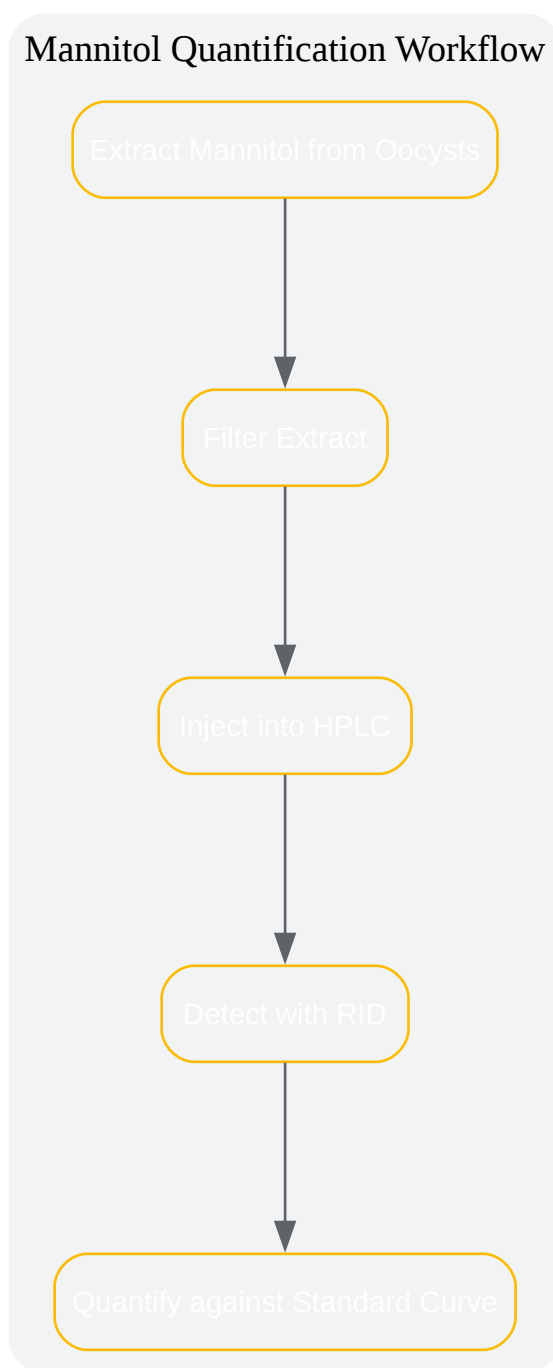 Mannitol Quantification Workflow
Extract Mannitol from Oocysts
Filter Extract
Inject into HPLC
Detect with RID
Quantify against Standard Curve